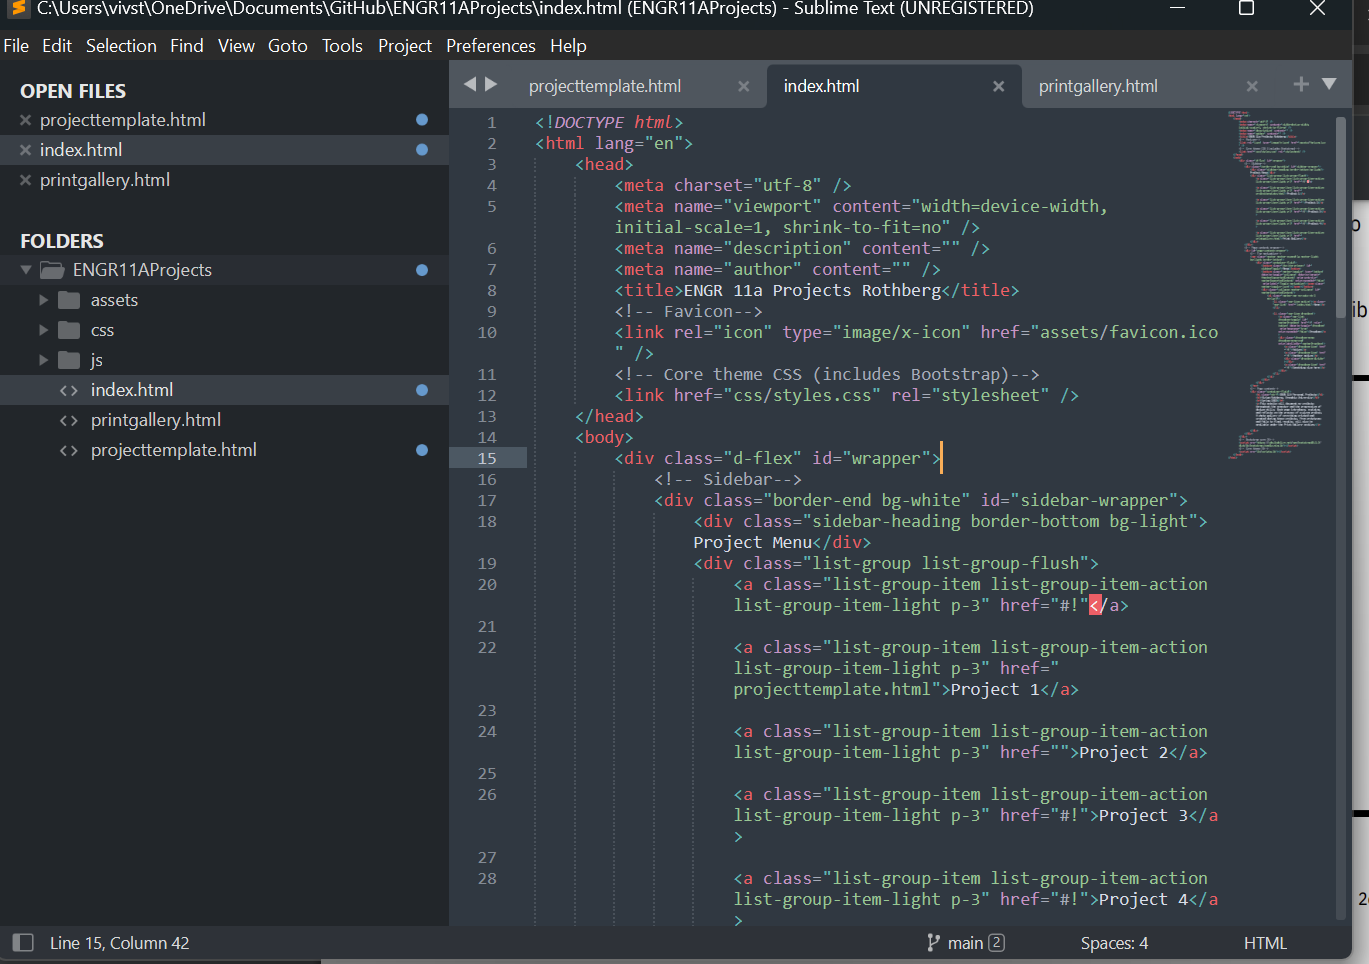 C:\Users\vivst\OneDrive\Documents\GitHub\ENGR11AProjects\index.html (ENGR11AProjects) - Sublime Text (UNREGISTERED)
File Edit Selection Find View Goto Tools Project Preferences Help
OPEN FILES
projecttemplate.html
index.html
printgallery.html
FOLDERS
ENGR11AProjects
assets
css
js
index.html
printgallery.html
projecttemplate.html
projecttemplate.html index.html printgallery.html
1 <!DOCTYPE html>
2 <html lang="en">
3 <head>
4 <meta charset="utf-8" />
5 <meta name="viewport" content="width=device-width,
initial-scale=1, shrink-to-fit=no" />
6 <meta name="description" content="" />
7 <meta name="author" content="" />
8 <title>ENGR 11a Projects Rothberg</title>
9 <!-- Favicon-->
10 <link rel="icon" type="image/x-icon" href="assets/favicon.ico
" />
11 <!-- Core theme CSS (includes Bootstrap)-->
12 <link href="css/styles.css" rel="stylesheet" />
13 </head>
14 <body>
15 <div class="d-flex" id="wrapper">
16 <!-- Sidebar-->
17 <div class="border-end bg-white" id="sidebar-wrapper">
18 <div class="sidebar-heading border-bottom bg-light">
Project Menu</div>
19 <div class="list-group list-group-flush">
20 <a class="list-group-item list-group-item-action
list-group-item-light p-3" href="#!"</a>
21
22 <a class="list-group-item list-group-item-action
list-group-item-light p-3" href="
projecttemplate.html">Project 1</a>
23
24 <a class="list-group-item list-group-item-action
list-group-item-light p-3" href="">Project 2</a>
25
26 <a class="list-group-item list-group-item-action
list-group-item-light p-3" href="#!">Project 3</a
>
27
28 <a class="list-group-item list-group-item-action
list-group-item-light p-3" href="#!">Project 4</a
>
Line 15, Column 42 main 2 Spaces: 4 HTML